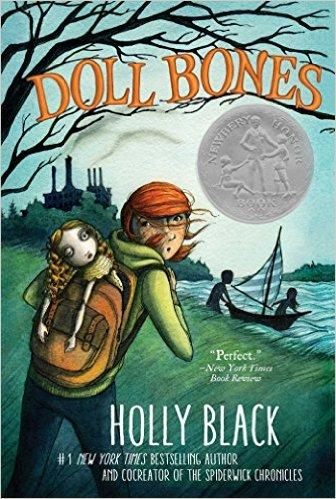 DOLL BONES
NEWBERY HONOR
BOOK
"Perfect."
–New York Times
Book Review
HOLLY BLACK
#1 NEW YORK TIMES BESTSELLING AUTHOR
AND COCREATOR OF THE SPIDERWICK CHRONICLES